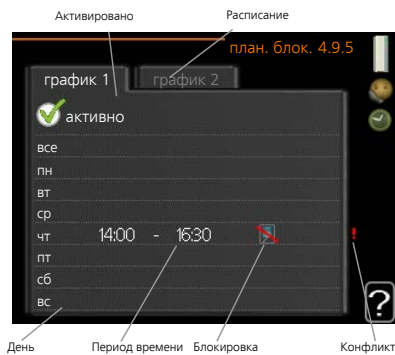 Активировано
Расписание
план. блок. 4.9.5
график 1
график 2
активно
все
пн
вт
ср
чт 14:00 - 16:30 !
пт
сб
вс
?
День
Период времени
Блокировка
Конфликт